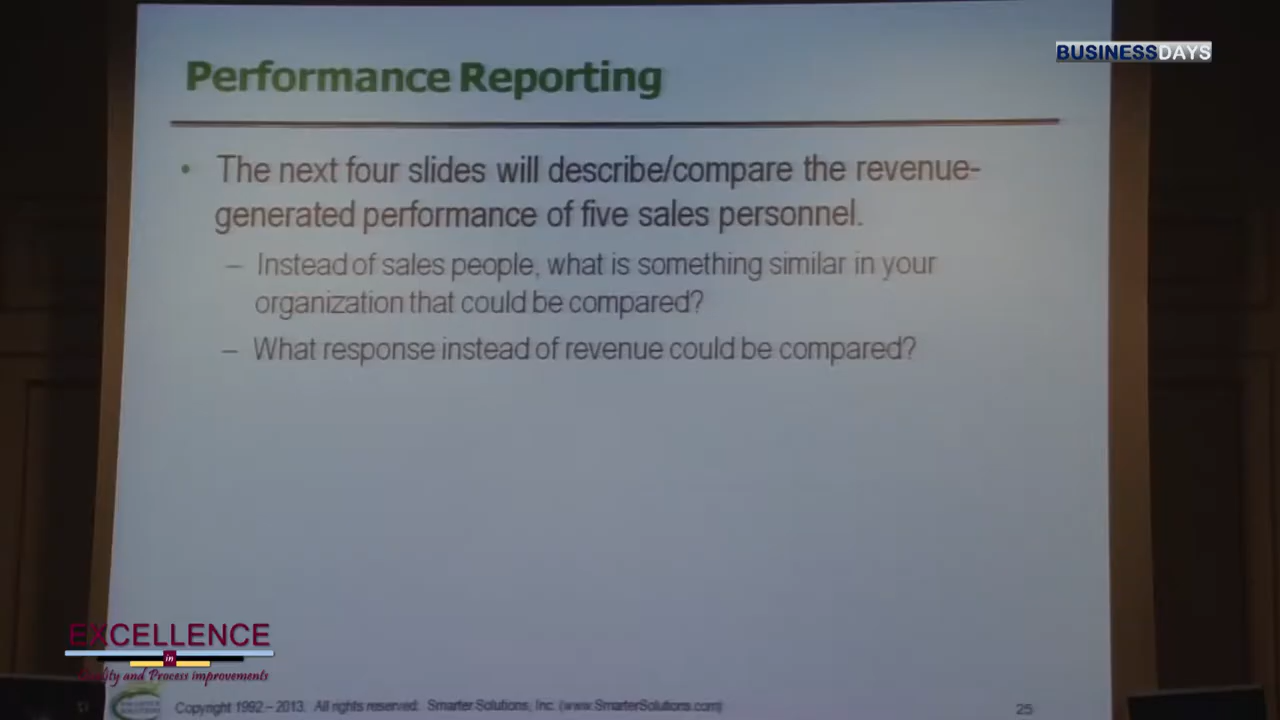 BUSINESSDAYS
Performance Reporting
• The next four slides will describe/compare the revenue-
generated performance of five sales personnel.
– Instead of sales people, what is something similar in your
organization that could be compared?
– What response instead of revenue could be compared?
EXCELLENCE
in
Quality and Process improvements
Copyright 1992 – 2013. All rights reserved. Smarter Solutions, Inc. (www.SmarterSolutions.com)
25